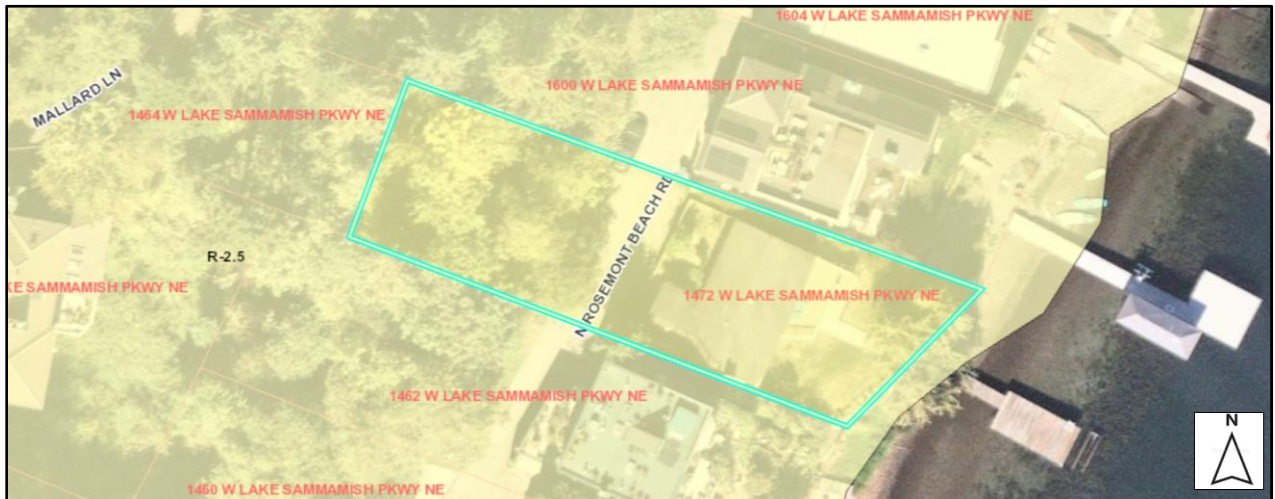 1604 W LAKE SAMMAMISH PKWY NE
MALLARD LN
1464 W LAKE SAMMAMISH PKWY NE
1600 W LAKE SAMMAMISH PKWY NE
N ROSEMONT BEACH RD
R-2.5
KE SAMMAMISH PKWY NE
1472 W LAKE SAMMAMISH PKWY NE
1462 W LAKE SAMMAMISH PKWY NE
1460 W LAKE SAMMAMISH PKWY NE
N